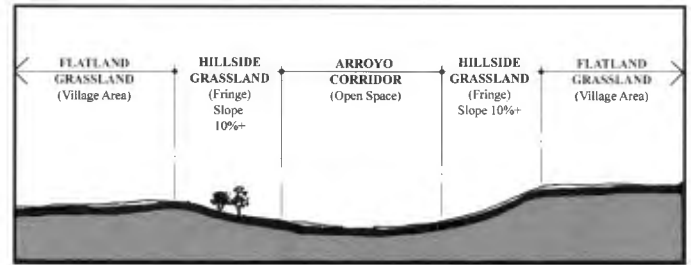 FLATLAND
GRASSLAND
(Village Area)
HILLSIDE
GRASSLAND
(Fringe)
Slope
10%+
ARROYO
CORRIDOR
(Open Space)
HILLSIDE
GRASSLAND
(Fringe)
Slope 10%+
FLATLAND
GRASSLAND
(Village Area)